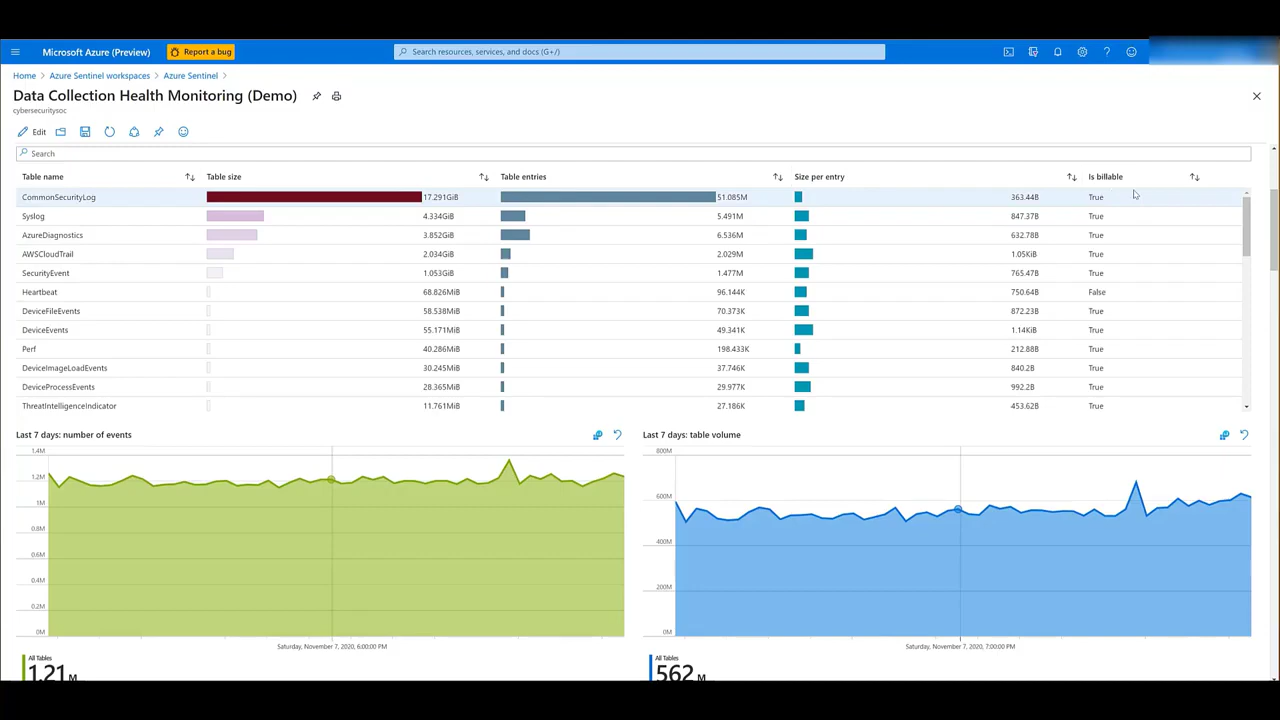 Microsoft Azure (Preview) Report a bug Search resources, services, and docs (G+/)
Home > Azure Sentinel workspaces > Azure Sentinel >
Data Collection Health Monitoring (Demo)
cybersecuritysoc
Edit
Search
Table name Table size Table entries Size per entry Is billable
CommonSecurityLog 17.291GiB 51.085M 363.44B True
Syslog 4.334GiB 5.491M 847.37B True
AzureDiagnostics 3.852GiB 6.536M 632.78B True
AWSCloudTrail 2.034GiB 2.029M 1.05KiB True
SecurityEvent 1.053GiB 1.477M 765.47B True
Heartbeat 68.826MiB 96.144K 750.64B False
DeviceFileEvents 58.538MiB 70.373K 872.23B True
DeviceEvents 55.171MiB 49.341K 1.14KiB True
Perf 40.286MiB 198.433K 212.88B True
DeviceImageLoadEvents 30.245MiB 37.746K 840.2B True
DeviceProcessEvents 28.365MiB 29.977K 992.2B True
ThreatIntelligenceIndicator 11.761MiB 27.186K 453.62B True
Last 7 days: number of events
1.4M
1.2M
1M
0.8M
0.6M
0.4M
0.2M
0M
Saturday, November 7, 2020, 6:00:00 PM
All Tables
1.21 M
Last 7 days: table volume
800M
600M
400M
200M
0M
Saturday, November 7, 2020, 7:00:00 PM
All Tables
562 M